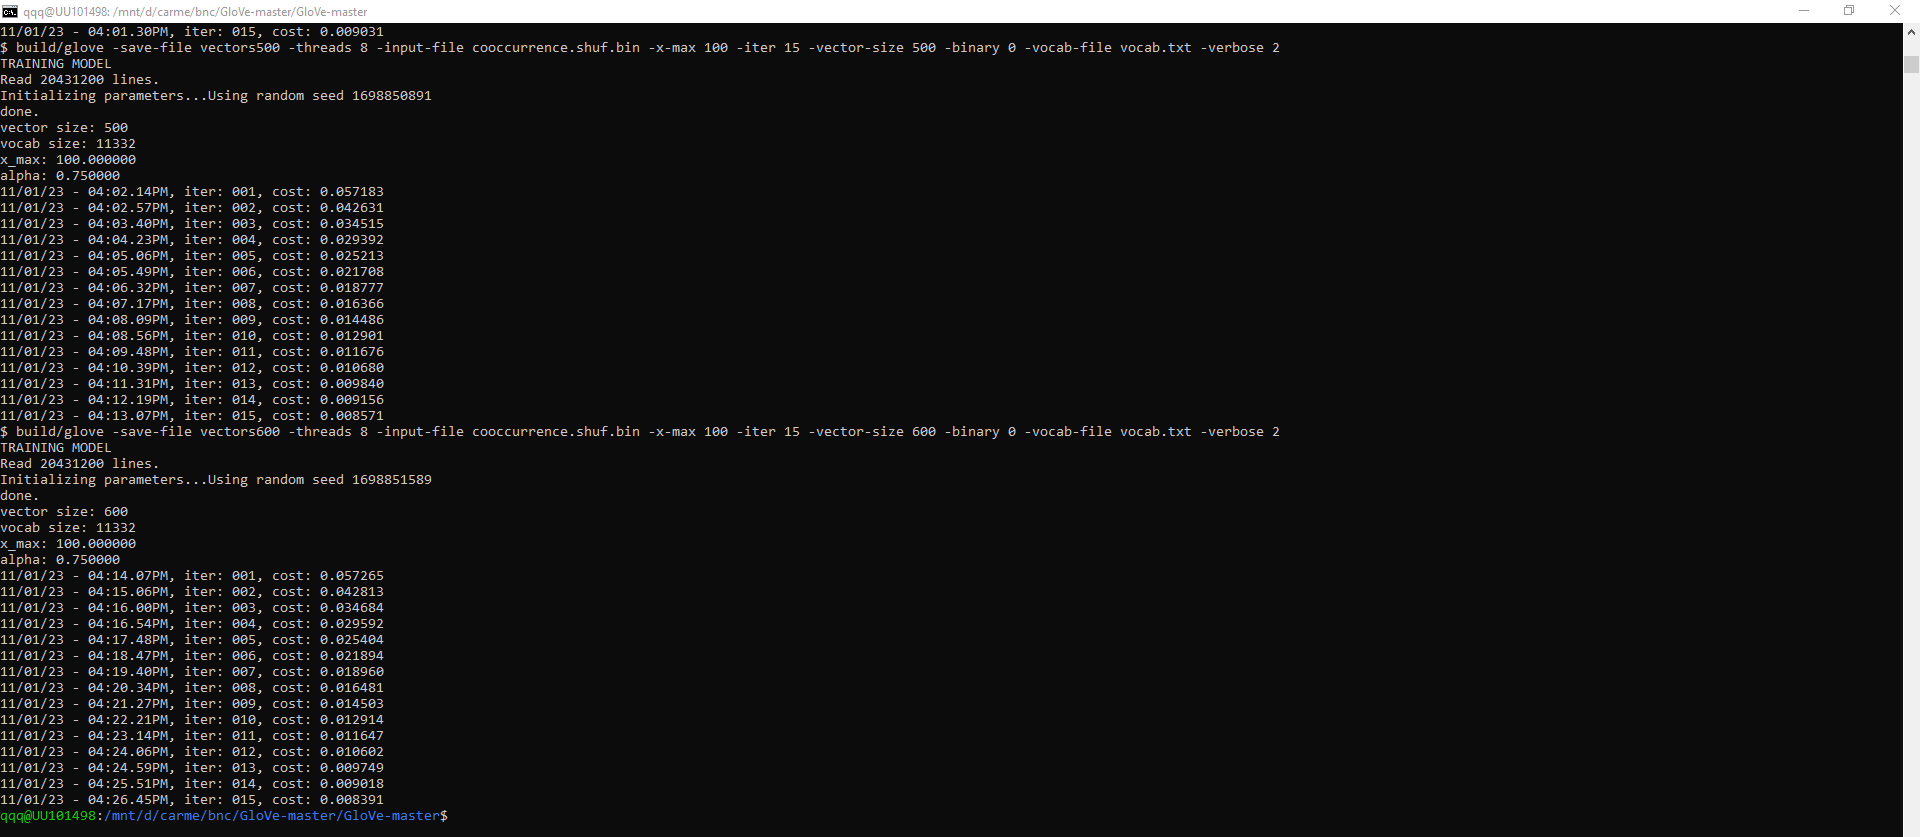 qqq@UU101498: /mnt/d/carme/bnc/GloVe-master/GloVe-master
11/01/23 - 04:01.30PM, iter: 015, cost: 0.009031
$ build/glove -save-file vectors500 -threads 8 -input-file cooccurrence.shuf.bin -x-max 100 -iter 15 -vector-size 500 -binary 0 -vocab-file vocab.txt -verbose 2
TRAINING MODEL
Read 20431200 lines.
Initializing parameters...Using random seed 1698850891
done.
vector size: 500
vocab size: 11332
x_max: 100.000000
alpha: 0.750000
11/01/23 - 04:02.14PM, iter: 001, cost: 0.057183
11/01/23 - 04:02.57PM, iter: 002, cost: 0.042631
11/01/23 - 04:03.40PM, iter: 003, cost: 0.034515
11/01/23 - 04:04.23PM, iter: 004, cost: 0.029392
11/01/23 - 04:05.06PM, iter: 005, cost: 0.025213
11/01/23 - 04:05.49PM, iter: 006, cost: 0.021708
11/01/23 - 04:06.32PM, iter: 007, cost: 0.018777
11/01/23 - 04:07.17PM, iter: 008, cost: 0.016366
11/01/23 - 04:08.09PM, iter: 009, cost: 0.014486
11/01/23 - 04:08.56PM, iter: 010, cost: 0.012901
11/01/23 - 04:09.48PM, iter: 011, cost: 0.011676
11/01/23 - 04:10.39PM, iter: 012, cost: 0.010680
11/01/23 - 04:11.31PM, iter: 013, cost: 0.009840
11/01/23 - 04:12.19PM, iter: 014, cost: 0.009156
11/01/23 - 04:13.07PM, iter: 015, cost: 0.008571
$ build/glove -save-file vectors600 -threads 8 -input-file cooccurrence.shuf.bin -x-max 100 -iter 15 -vector-size 600 -binary 0 -vocab-file vocab.txt -verbose 2
TRAINING MODEL
Read 20431200 lines.
Initializing parameters...Using random seed 1698851589
done.
vector size: 600
vocab size: 11332
x_max: 100.000000
alpha: 0.750000
11/01/23 - 04:14.07PM, iter: 001, cost: 0.057265
11/01/23 - 04:15.06PM, iter: 002, cost: 0.042813
11/01/23 - 04:16.00PM, iter: 003, cost: 0.034684
11/01/23 - 04:16.54PM, iter: 004, cost: 0.029592
11/01/23 - 04:17.48PM, iter: 005, cost: 0.025404
11/01/23 - 04:18.47PM, iter: 006, cost: 0.021894
11/01/23 - 04:19.40PM, iter: 007, cost: 0.018960
11/01/23 - 04:20.34PM, iter: 008, cost: 0.016481
11/01/23 - 04:21.27PM, iter: 009, cost: 0.014503
11/01/23 - 04:22.21PM, iter: 010, cost: 0.012914
11/01/23 - 04:23.14PM, iter: 011, cost: 0.011647
11/01/23 - 04:24.06PM, iter: 012, cost: 0.010602
11/01/23 - 04:24.59PM, iter: 013, cost: 0.009749
11/01/23 - 04:25.51PM, iter: 014, cost: 0.009018
11/01/23 - 04:26.45PM, iter: 015, cost: 0.008391
qqq@UU101498:/mnt/d/carme/bnc/GloVe-master/GloVe-master$